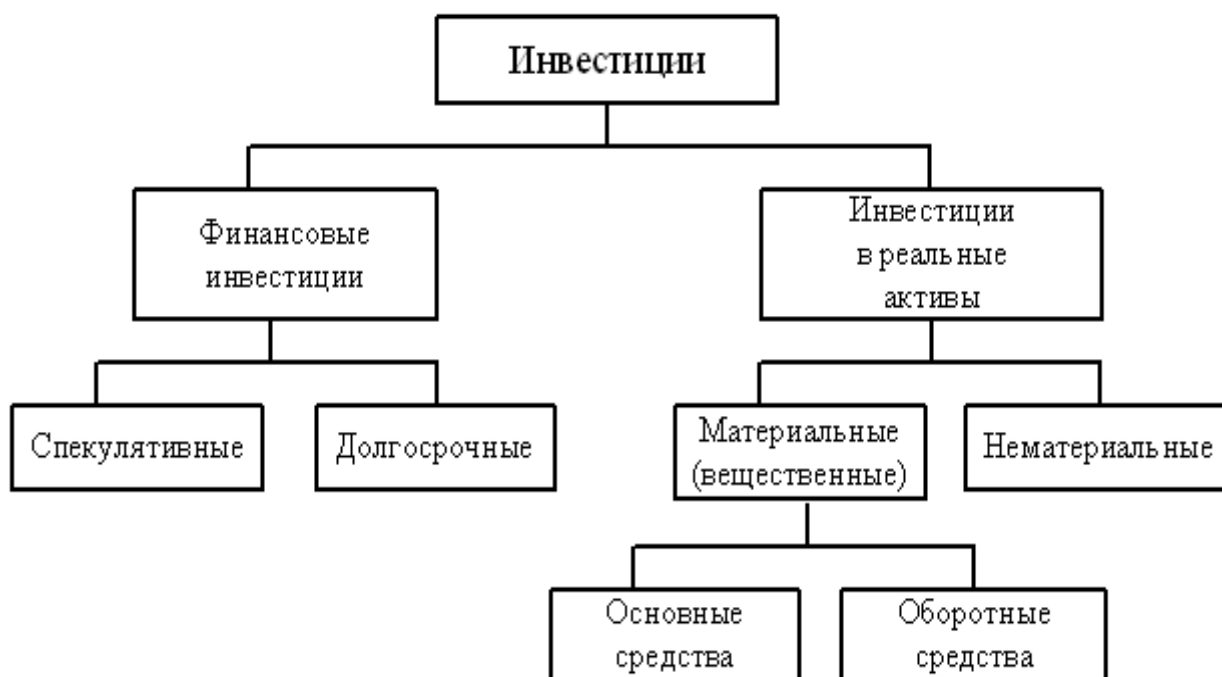 Инвестиции
Финансовые
инвестиции
Инвестиции
в реальные
активы
Спекулятивные
Долгосрочные
Материальные
(вещественные)
Нематериальные
Основные
средства
Оборотные
средства